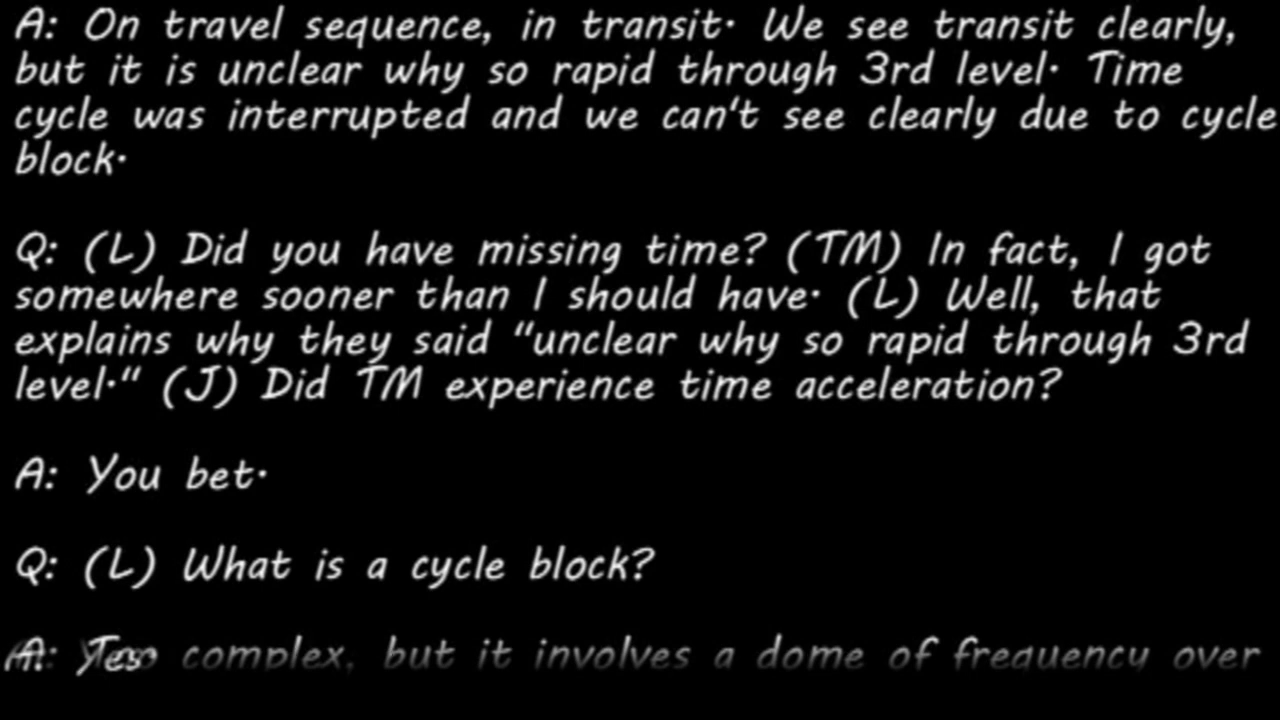 A: On travel sequence, in transit. We see transit clearly,
but it is unclear why so rapid through 3rd level. Time
cycle was interrupted and we can't see clearly due to cycle
block.
Q: (L) Did you have missing time? (TM) In fact, I got
somewhere sooner than I should have. (L) Well, that
explains why they said "unclear why so rapid through 3rd
level." (J) Did TM experience time acceleration?
A: You bet.
Q: (L) What is a cycle block?
A: complex, but it involves a dome of frequency over